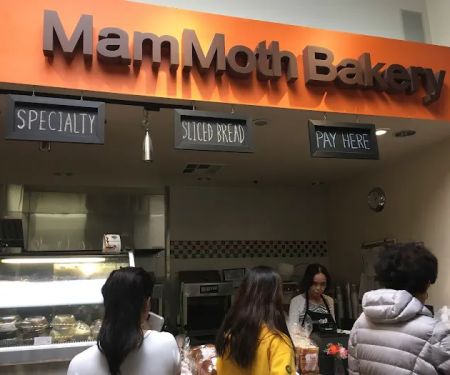 MamMoth Bakery
SPECIALTY
SLICED BREAD
PAY HERE